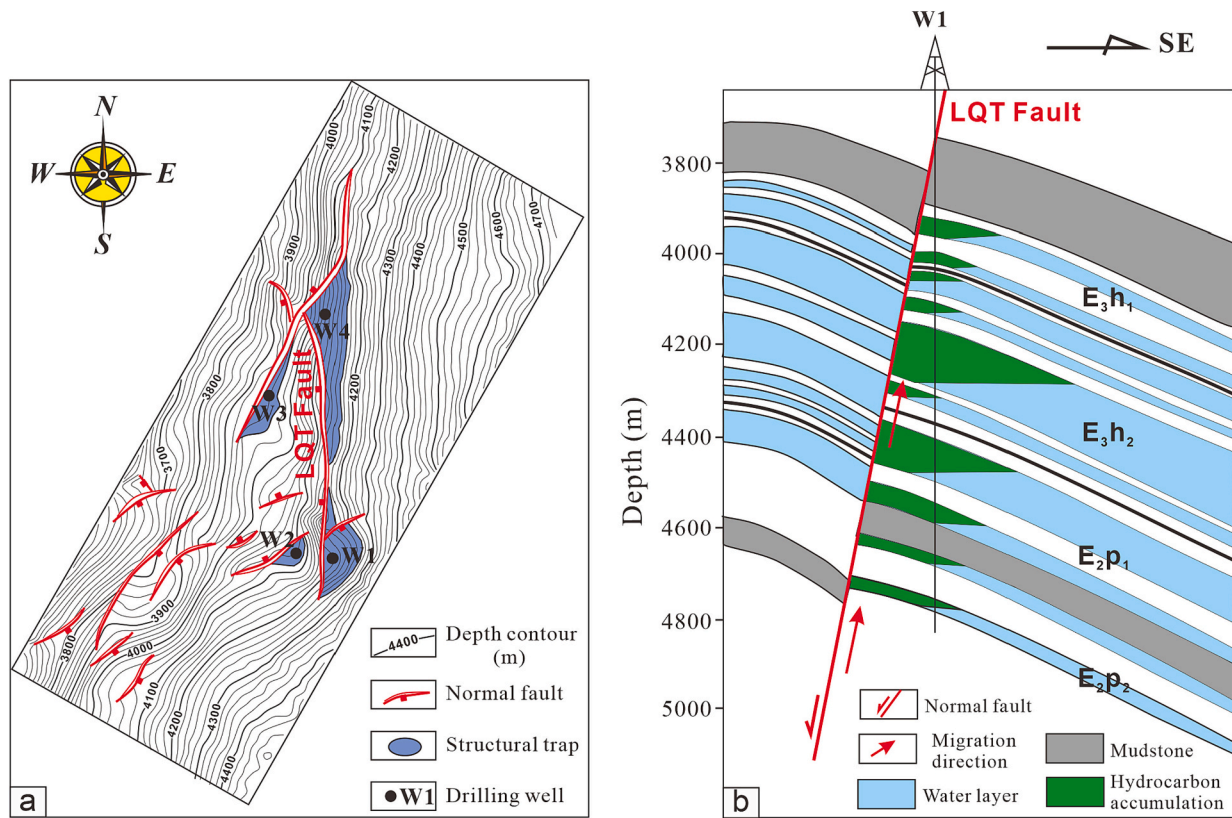 N
W
E
S
4000
4100
4200
3900
4700
4600
4500
4400
4300
W4
3800
LQT Fault
4200
W3
3700
W2
W1
3900
3800
4000
4100
4200
4300
4400
4400
Depth contour
(m)
Normal fault
Structural trap
W1
Drilling well
a
W1
SE
LQT Fault
Depth (m)
3800
4000
4200
4400
4600
4800
5000
E₃h₁
E₃h₂
E₂p₁
E₂p₂
Normal fault
Migration
direction
Mudstone
Water layer
Hydrocarbon
accumulation
b